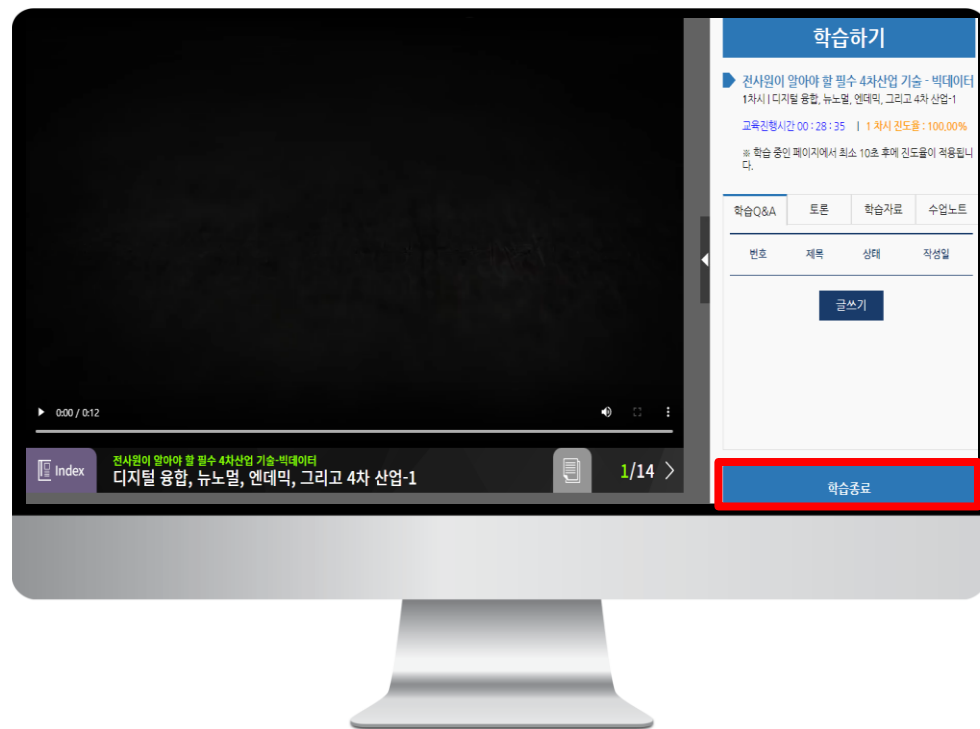 학습하기
전사원이 알아야 할 필수 4차산업 기술 - 빅데이터
1차시 | 디지털 융합, 뉴노멀, 엔데믹, 그리고 4차 산업-1
교육진행시간 00 : 28 : 35 | 1 차시 진도율 : 100.00%
※ 학습 중인 페이지에서 최소 10초 후에 진도율이 적용됩니
다.
학습Q&A 토론 학습자료 수업노트
번호 제목 상태 작성일
글쓰기
0:00 / 0:12
Index
전사원이 알아야 할 필수 4차산업 기술-빅데이터
디지털 융합, 뉴노멀, 엔데믹, 그리고 4차 산업-1
1/14
학습종료